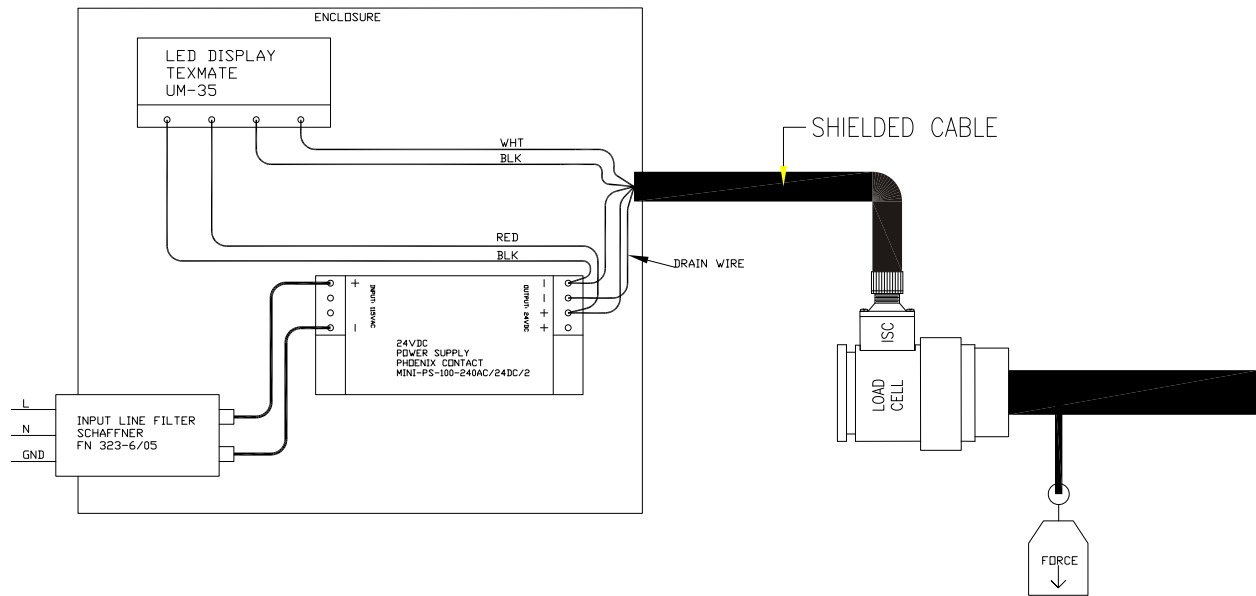 ENCLOSURE
LED DISPLAY
TEXMATE
UM-35
WHT
BLK
SHIELDED CABLE
RED
BLK
DRAIN WIRE
+
-
INPUT: 115VAC
OUTPUT: 24VDC
-
-
+
+
24VDC
POWER SUPPLY
PHOENIX CONTACT
MINI-PS-100-240AC/24DC/2
L
N
GND
INPUT LINE FILTER
SCHAFFNER
FN 323-6/05
ISC
LOAD
CELL
FORCE